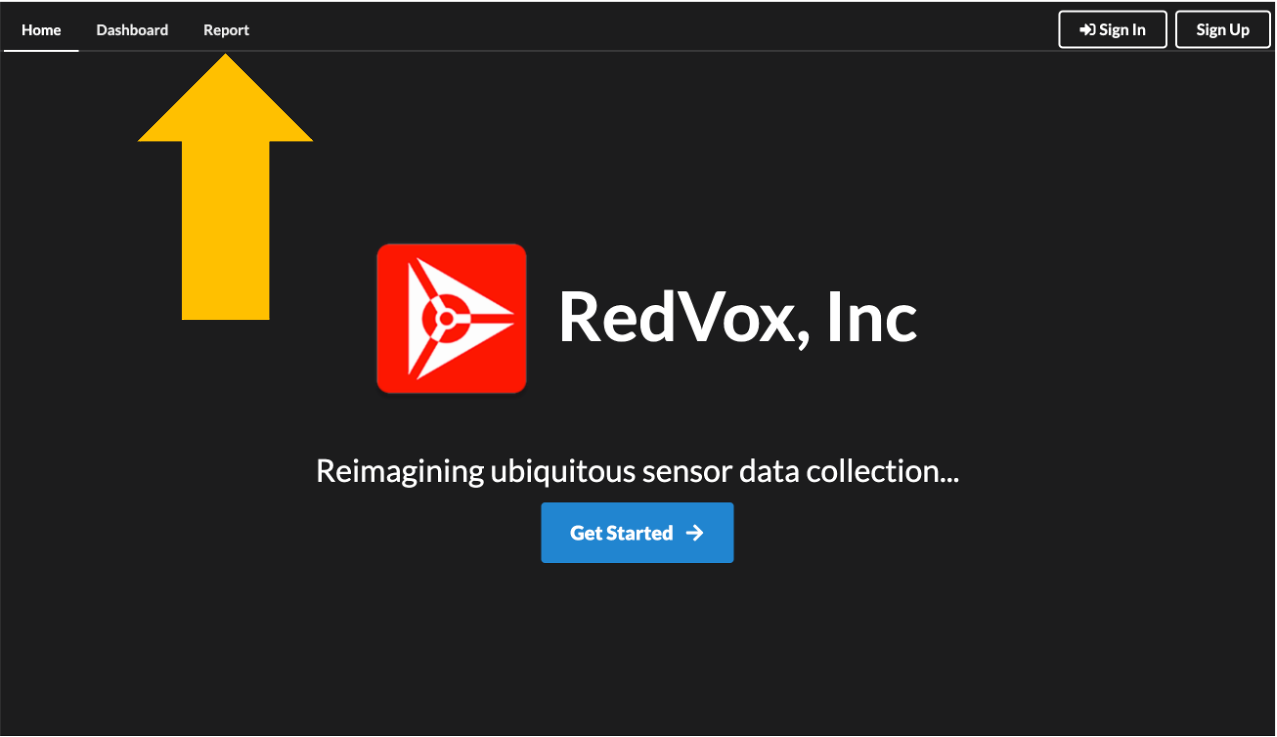 Home Dashboard Report Sign In Sign Up
RedVox, Inc
Reimagining ubiquitous sensor data collection...
Get Started